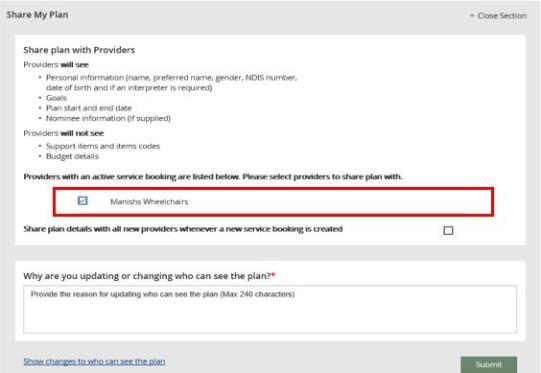 Share My Plan
^ Close Section
Share plan with Providers
Providers will see
• Personal information (name, preferred name, gender, NDIS number,
date of birth and if an interpreter is required)
• Goals
• Plan start and end date
• Nominee information (if supplied)
Providers will not see
• Support items and items codes
• Budget details
Providers with an active service booking are listed below. Please select providers to share plan with.
Manishs Wheelchairs
Share plan details with all new providers whenever a new service booking is created
Why are you updating or changing who can see the plan?*
Provide the reason for updating who can see the plan (Max 240 characters)
Show changes to who can see the plan
Submit